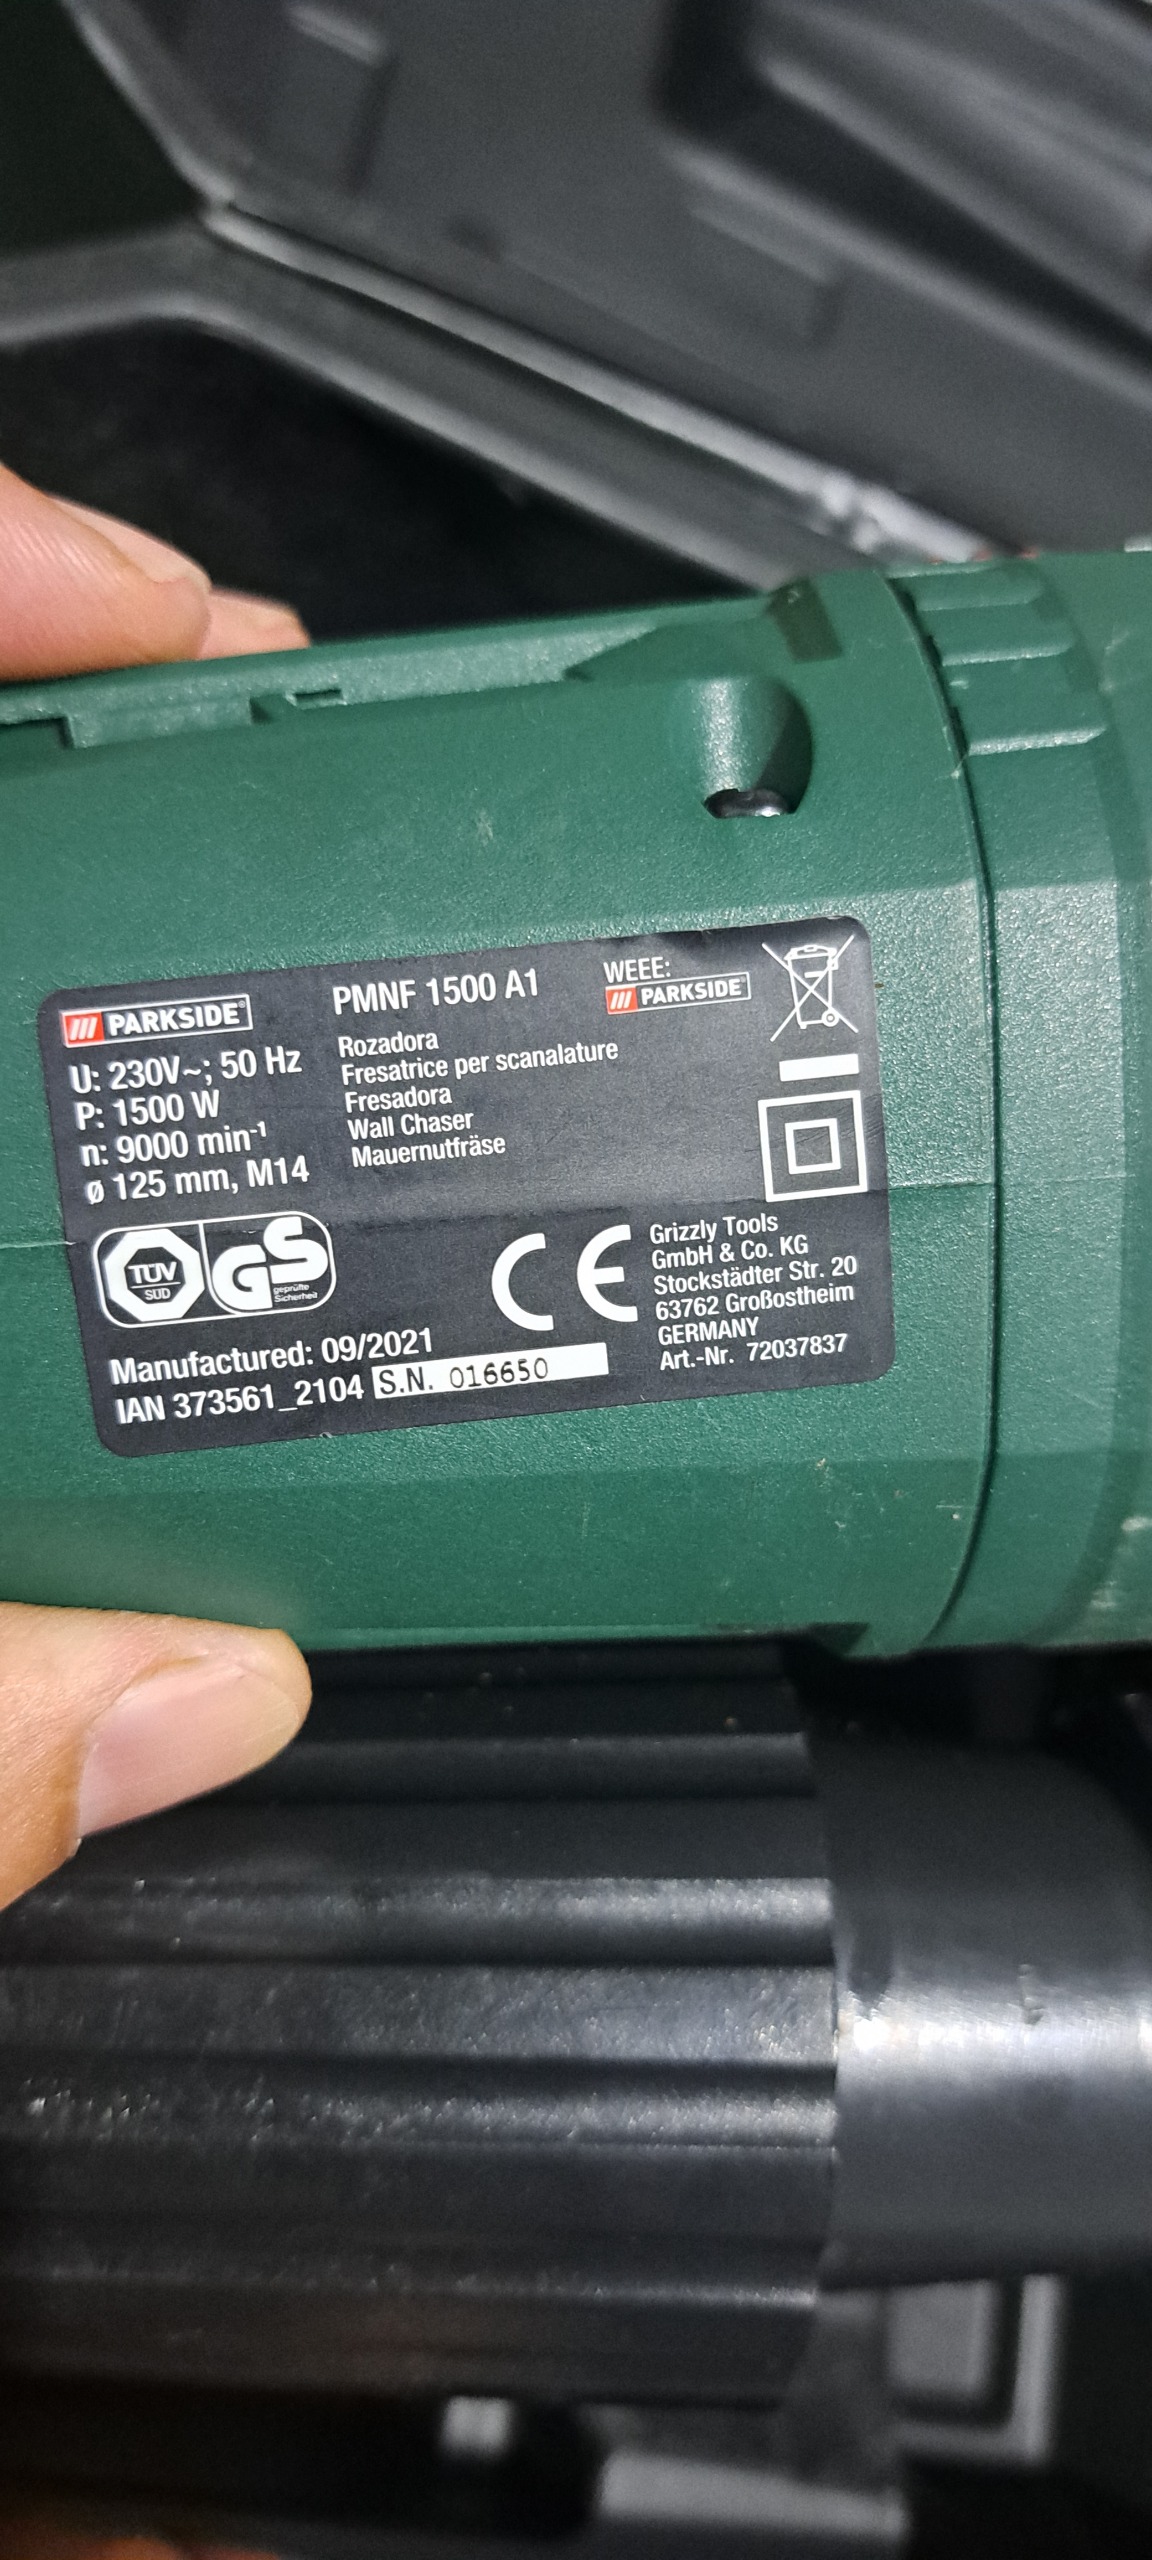 PARKSIDE®
U: 230V~; 50 Hz
P: 1500 W
n: 9000 min⁻¹
ø 125 mm, M14
PMNF 1500 A1
Rozadora
Fresatrice per scanalature
Fresadora
Wall Chaser
Mauernutfräse
WEEE:
PARKSIDE
TÜV
SÜD
GS
geprüfte
Sicherheit
CE
Grizzly Tools
GmbH & Co. KG
Stockstädter Str. 20
63762 Großostheim
GERMANY
Art.-Nr. 72037837
Manufactured: 09/2021
IAN 373561_2104 S.N. 016650